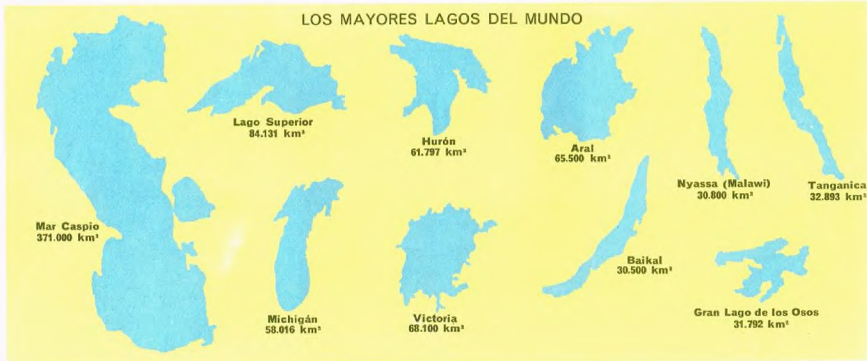 LOS MAYORES LAGOS DEL MUNDO
Lago Superior
84.131 km²
Hurón
61.797 km²
Aral
65.500 km²
Nyassa (Malawi)
30.800 km²
Tanganica
32.893 km²
Mar Caspio
371.000 km²
Michigán
58.016 km²
Victoria
68.100 km²
Baikal
30.500 km²
Gran Lago de los Osos
31.792 km²